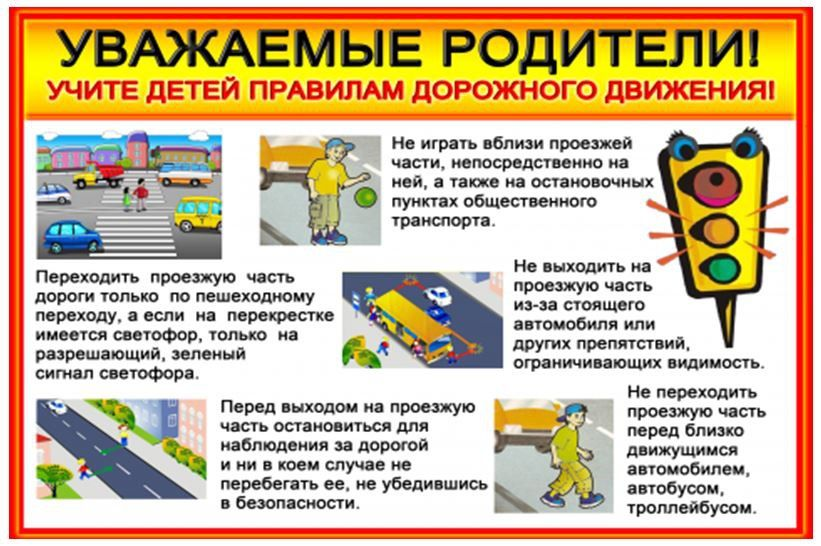 УВАЖАЕМЫЕ РОДИТЕЛИ!
УЧИТЕ ДЕТЕЙ ПРАВИЛАМ ДОРОЖНОГО ДВИЖЕНИЯ!
Не играть вблизи проезжей
части, непосредственно на
ней, а также на остановочных
пунктах общественного
транспорта.
Переходить проезжую часть
дороги только по пешеходному
переходу, а если на перекрестке
имеется светофор, только на
разрешающий, зеленый
сигнал светофора.
Не выходить на
проезжую часть
из-за стоящего
автомобиля или
других препятствий,
ограничивающих видимость.
Перед выходом на проезжую
часть остановиться для
наблюдения за дорогой
и ни в коем случае не
перебегать ее, не убедившись
в безопасности.
Не переходить
проезжую часть
перед близко
движущимся
автомобилем,
автобусом,
троллейбусом.